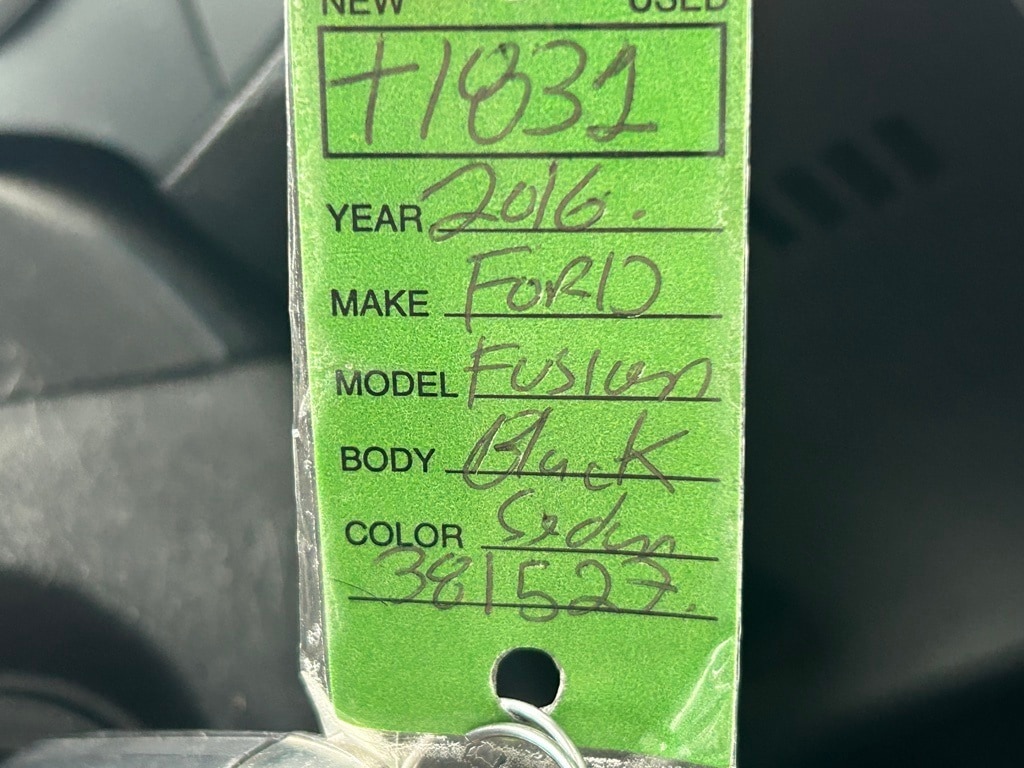 NEW USED
T1831
YEAR 2016.
MAKE FORD
MODEL Fusion
BODY Black
COLOR Sedan
381527.